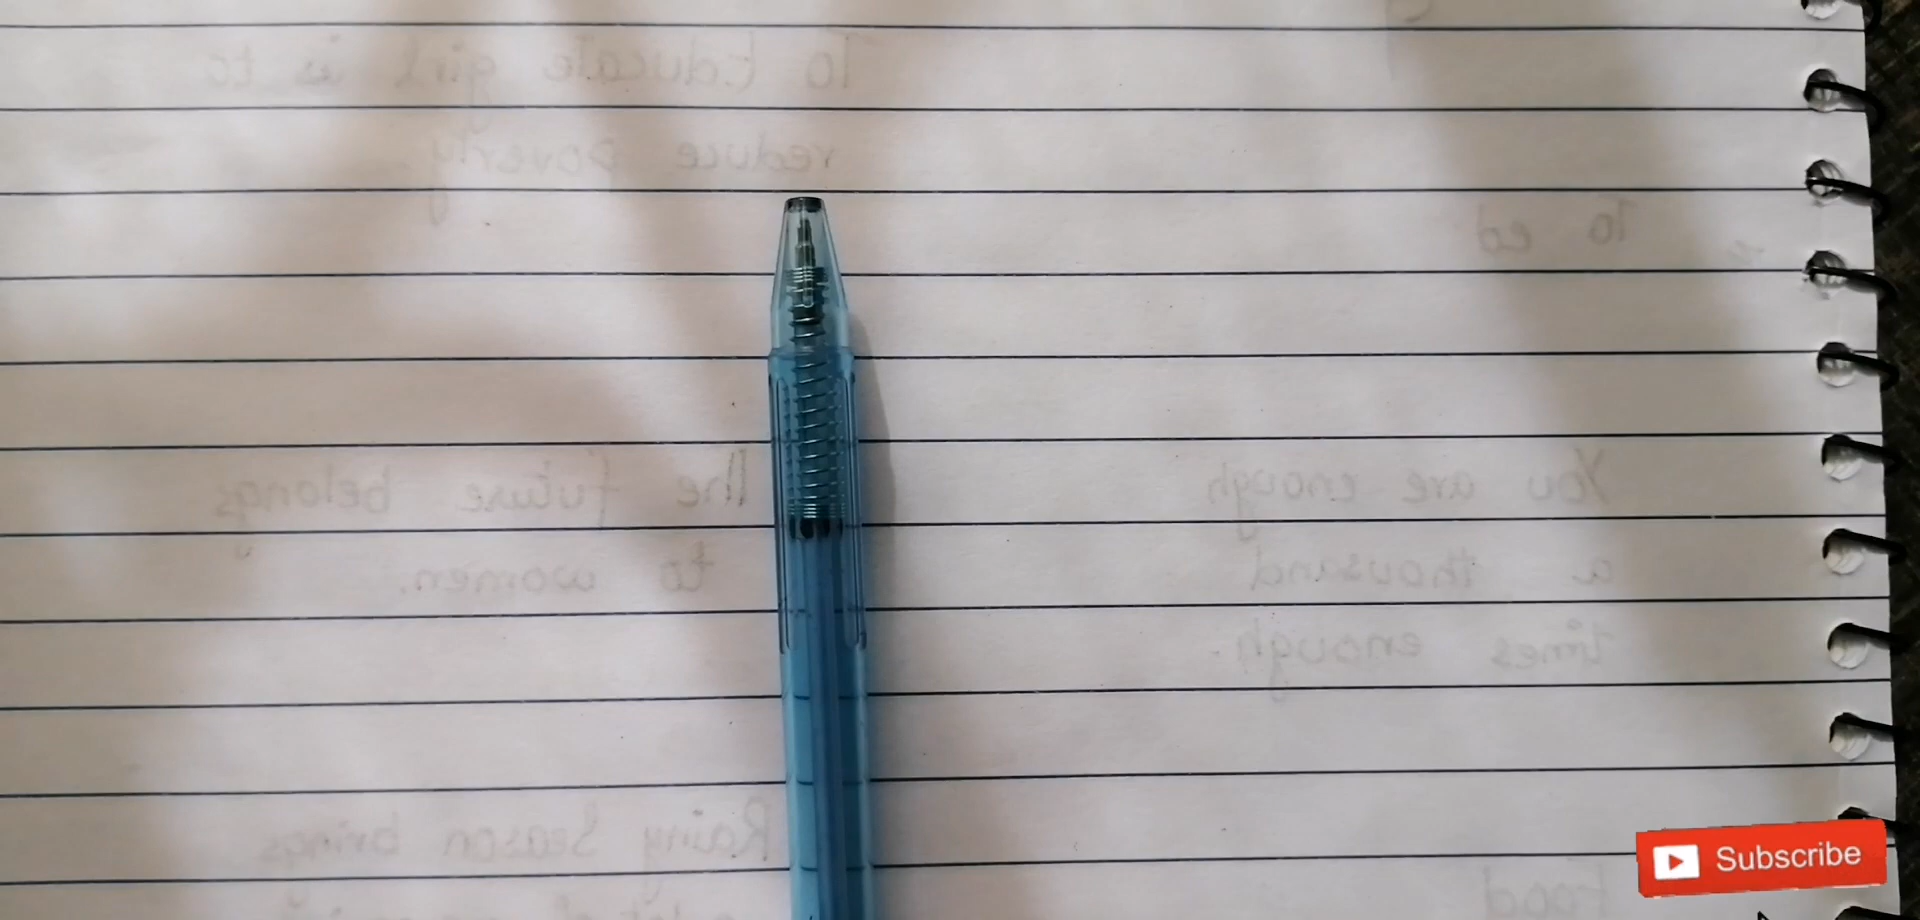 To Educate girl is to
reduce poverty.
To ed
You are enough
a thousand
times enough.
The future belongs
to women.
Rainy Season brings
Food
Subscribe